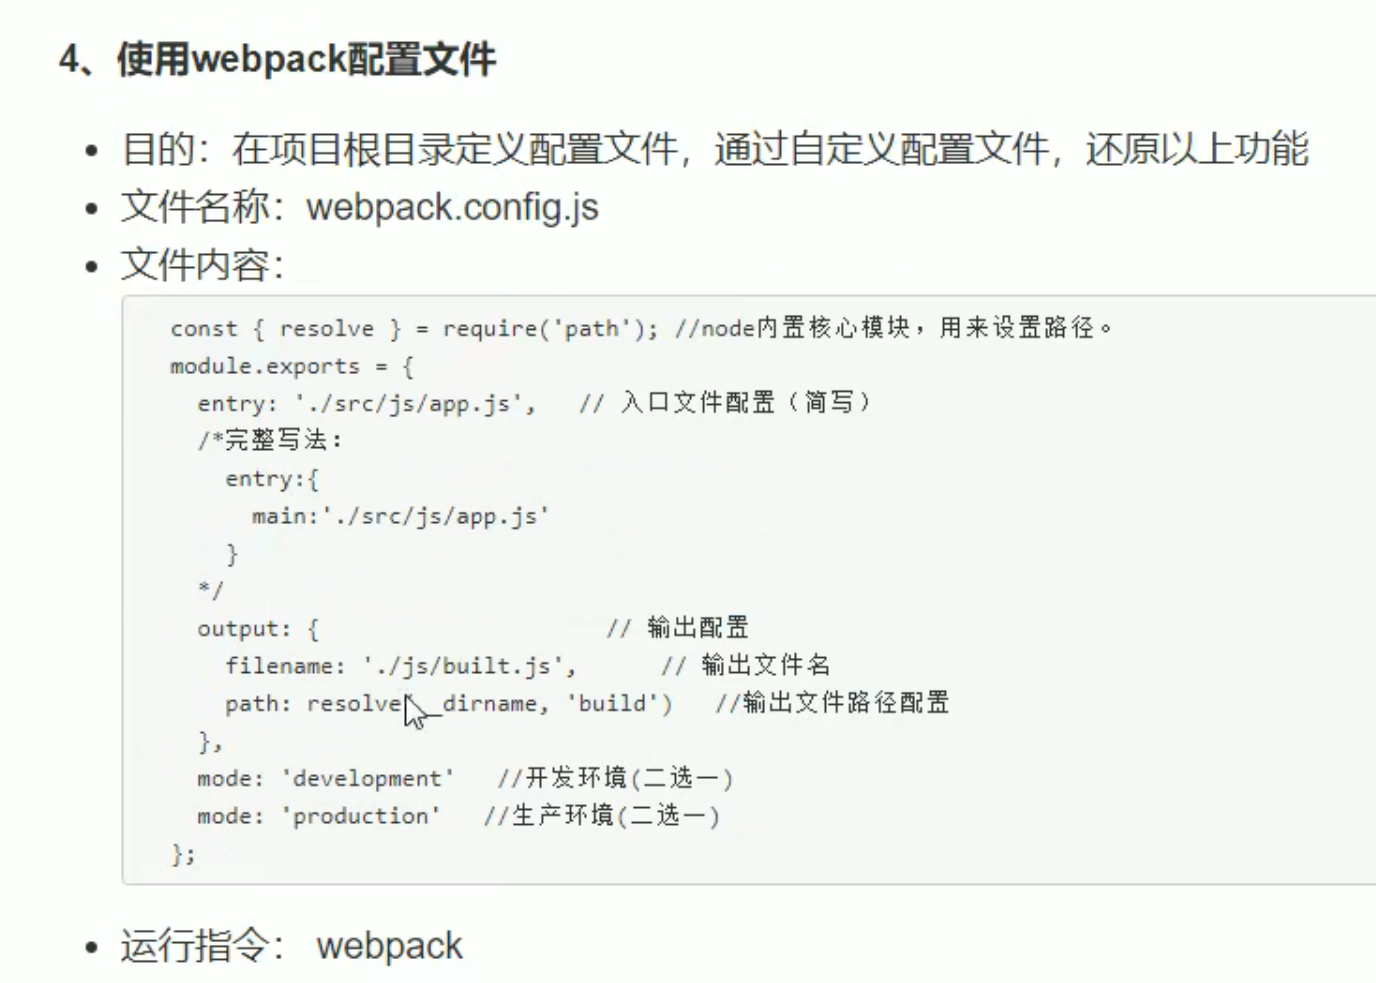 4、使用webpack配置文件
• 目的：在项目根目录定义配置文件，通过自定义配置文件，还原以上功能
• 文件名称：webpack.config.js
• 文件内容：
const { resolve } = require('path'); //node内置核心模块，用来设置路径。
module.exports = {
entry: './src/js/app.js', // 入口文件配置（简写）
/*完整写法：
entry:{
main:'./src/js/app.js'
}
*/
output: { // 输出配置
filename: './js/built.js', // 输出文件名
path: resolve __dirname, 'build') //输出文件路径配置
},
mode: 'development' //开发环境(二选一)
mode: 'production' //生产环境(二选一)
};
• 运行指令： webpack